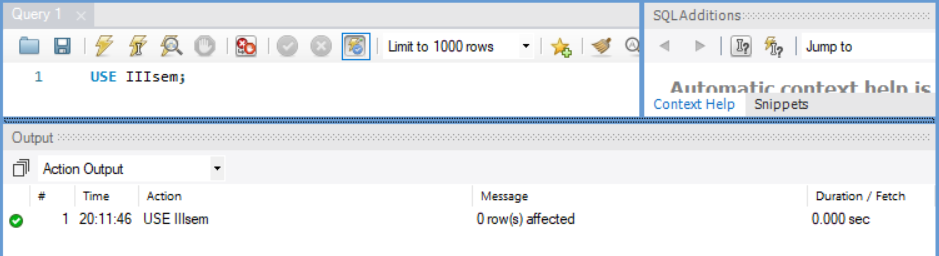 Query 1
SQLAdditions
Limit to 1000 rows
Jump to
1 USE IIIsem;
Automatic context help is
Context Help Snippets
Output
Action Output
# Time Action Message Duration / Fetch
1 20:11:46 USE IIIsem 0 row(s) affected 0.000 sec